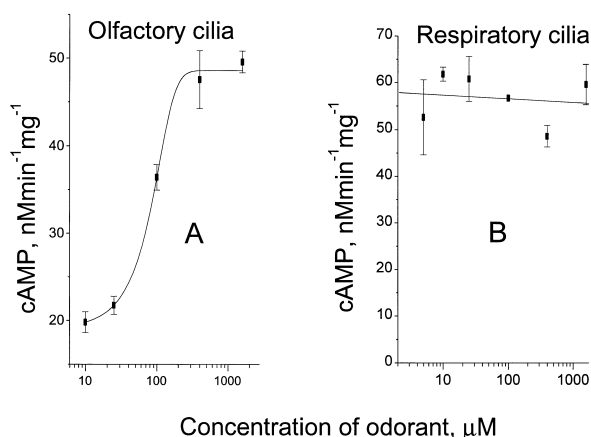 Olfactory cilia
Respiratory cilia
cAMP, nMmin⁻¹mg⁻¹
50
40
30
20
A
10
100
1000
cAMP, nMmin⁻¹mg⁻¹
70
60
50
40
30
20
10
0
B
10
100
1000
Concentration of odorant, μM